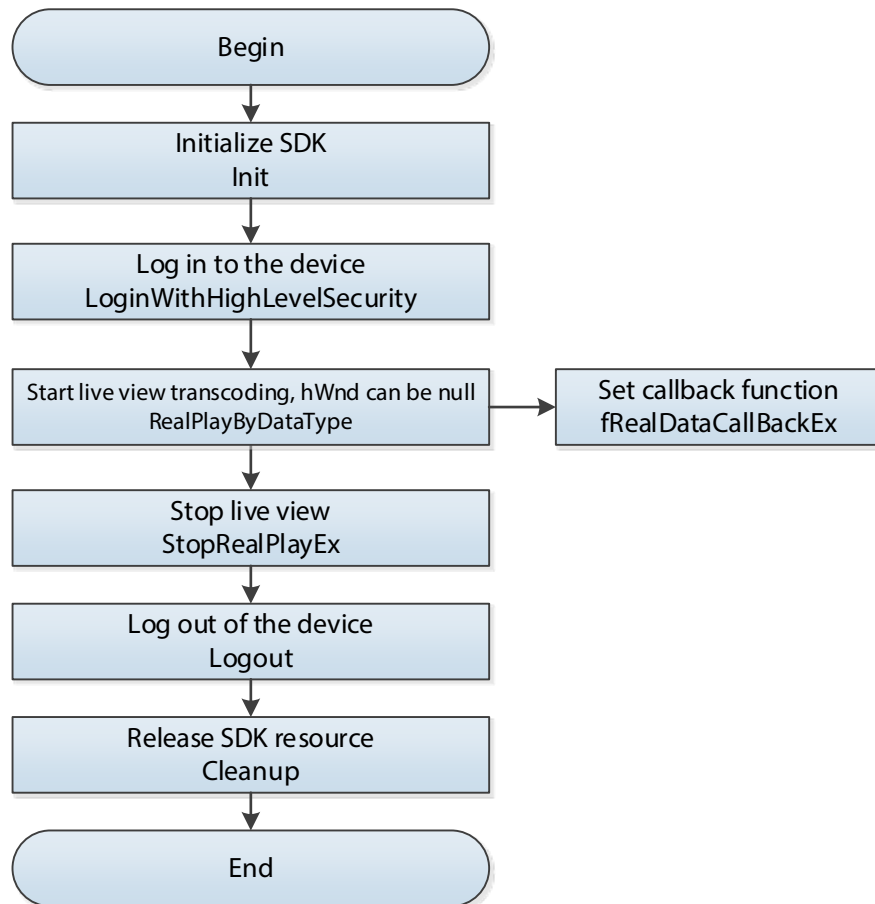 Begin
Initialize SDK
Init
Log in to the device
LoginWithHighLevelSecurity
Start live view transcoding, hWnd can be null
RealPlayByDataType
Set callback function
fRealDataCallBackEx
Stop live view
StopRealPlayEx
Log out of the device
Logout
Release SDK resource
Cleanup
End